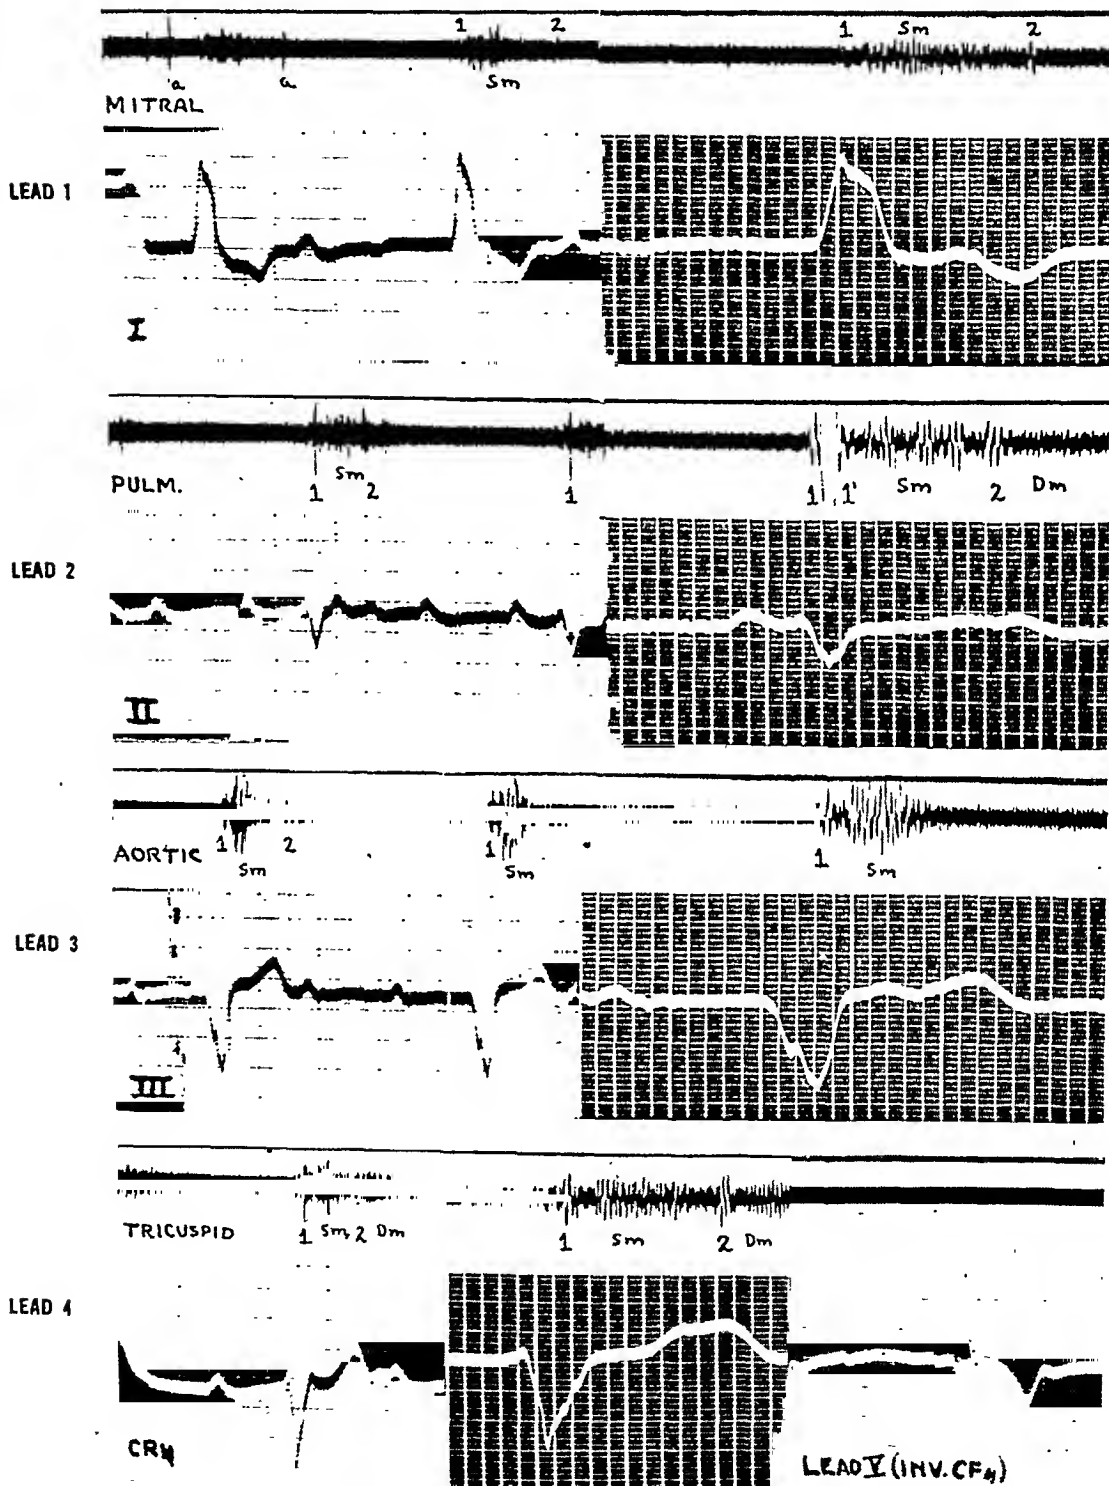 1 2 1 Sm 2
a a Sm
MITRAL
LEAD 1
I
Sm
1 2 1 1 1' Sm 2 Dm
PULM.
LEAD 2
II
1 2 1 1
Sm Sm Sm
AORTIC
LEAD 3
III
1 Sm 2 Dm 1 Sm 2 Dm
TRICUSPID
LEAD 4
CR4
LEAD V (INV. CF4)